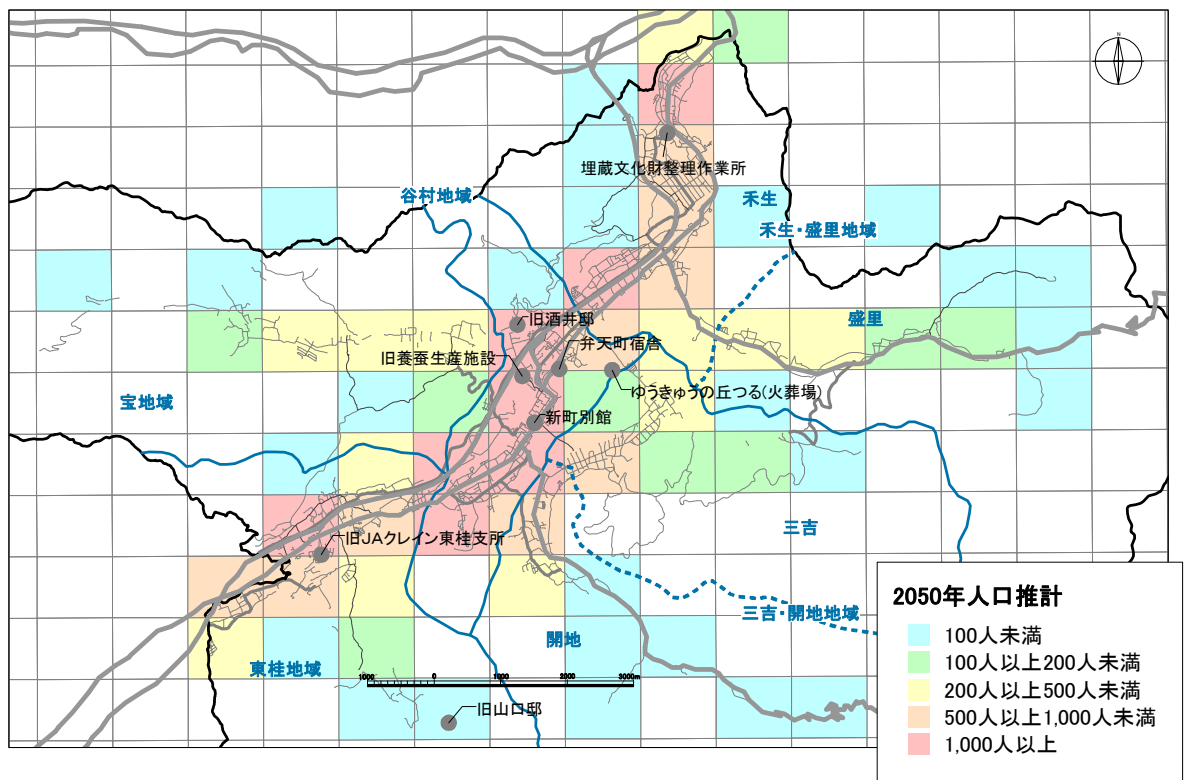 N
埋蔵文化財整理作業所
谷村地域
禾生
禾生・盛里地域
旧酒井邸
盛里
弁天町宿舎
旧養蚕生産施設
ゆうきゅうの丘つる(火葬場)
宝地域
新町別館
三吉
旧JAクレイン東桂支所
三吉・開地地域
開地
東桂地域
1000 0 1000 2000 3000m
旧山口邸
2050年人口推計
100人未満
100人以上200人未満
200人以上500人未満
500人以上1,000人未満
1,000人以上